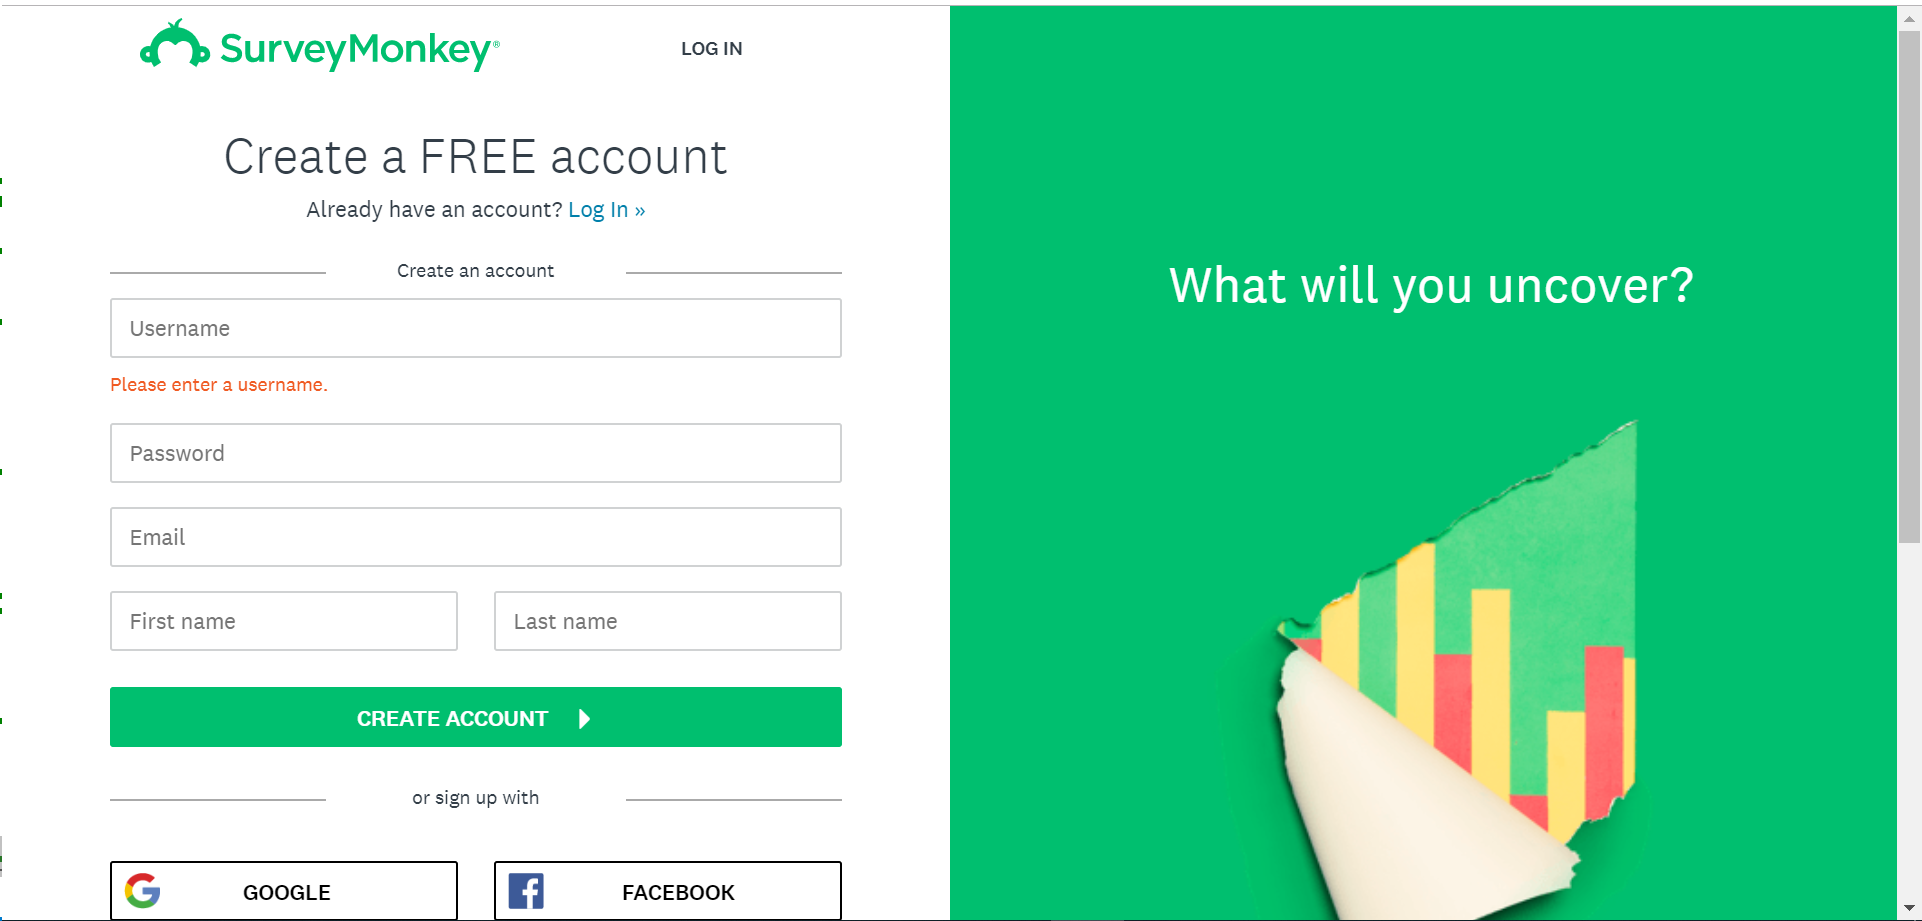 SurveyMonkey®
LOG IN
Create a FREE account
Already have an account? Log In »
Create an account
Username
Please enter a username.
Password
Email
First name
Last name
CREATE ACCOUNT
or sign up with
GOOGLE
FACEBOOK
What will you uncover?